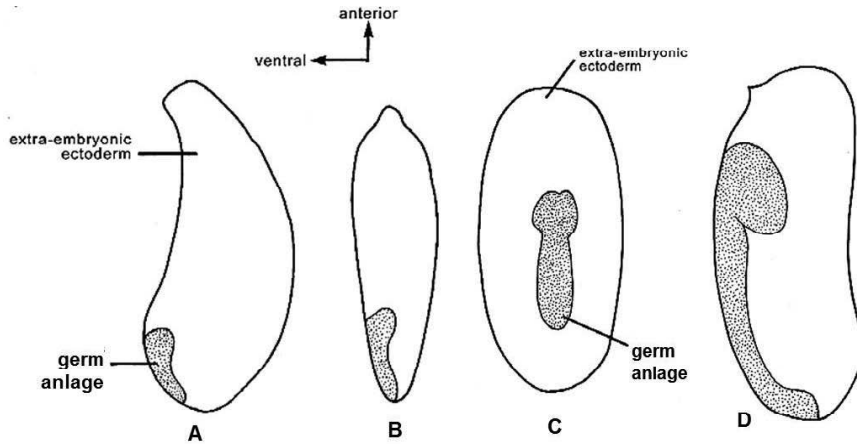 anterior
ventral
extra-embryonic
ectoderm
extra-embryonic
ectoderm
germ
anlage
germ
anlage
A
B
C
D